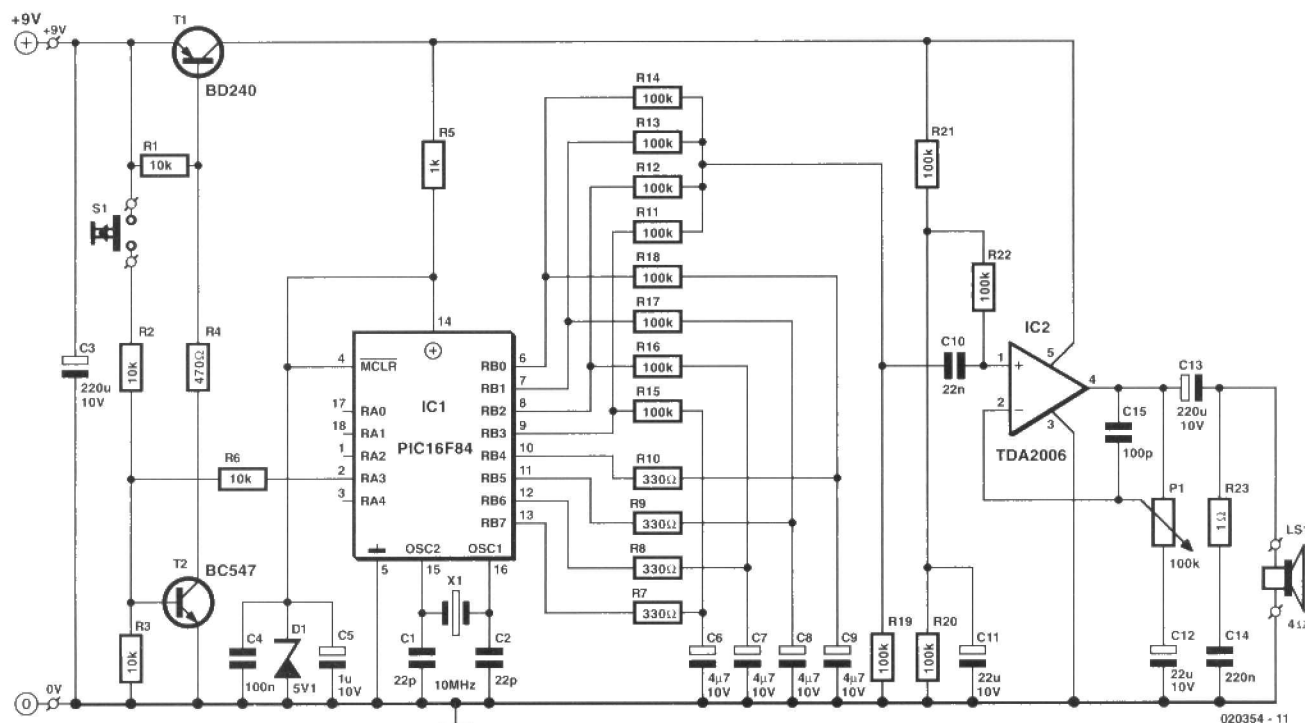 +9V
+9V
T1
BD240
R1
10k
S1
R2
10k
R4
470Ω
C3
220u
10V
R6
10k
T2
BC547
R3
10k
C4
100n
D1
5V1
C5
1u
10V
R5
1k
14
4
MCLR
IC1
PIC16F84
17
RA0
18
RA1
1
RA2
2
RA3
3
RA4
RB0
6
RB1
7
RB2
8
RB3
9
RB4
10
RB5
11
RB6
12
RB7
13
OSC2
OSC1
5
15
16
X1
C1
22p
C2
22p
10MHz
R14
100k
R13
100k
R12
100k
R11
100k
R18
100k
R17
100k
R16
100k
R15
100k
R10
330Ω
R9
330Ω
R8
330Ω
R7
330Ω
C6
4µ7
10V
C7
4µ7
10V
C8
4µ7
10V
C9
4µ7
10V
R19
100k
R20
100k
C11
22u
10V
R21
100k
R22
100k
C10
22n
IC2
1
+
2
−
5
4
3
TDA2006
C15
100p
C13
220u
10V
P1
100k
R23
1Ω
LS1
4Ω
C12
22u
10V
C14
220n
0
0V
020354 - 11